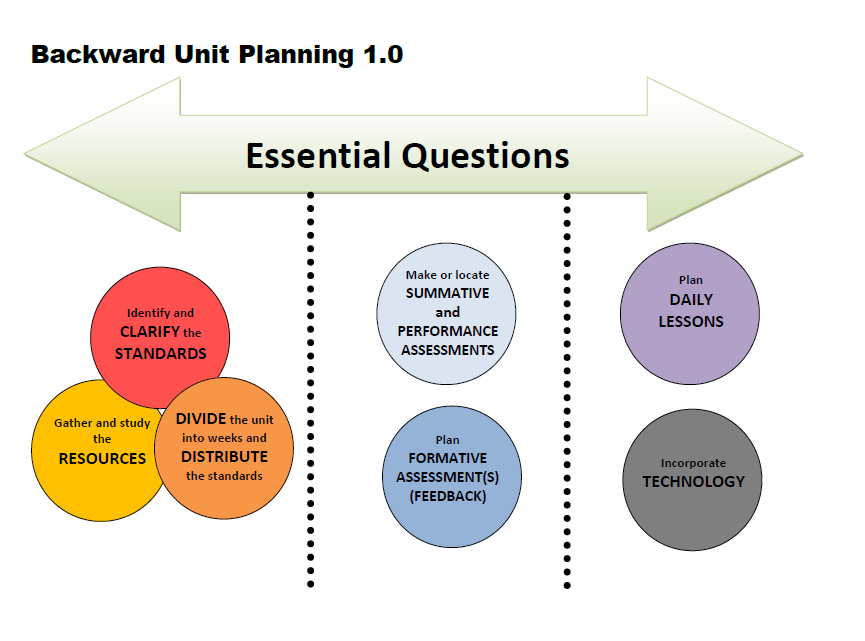 Backward Unit Planning 1.0
Essential Questions
Identify and
CLARIFY the
STANDARDS
Gather and study
the
RESOURCES
DIVIDE the unit
into weeks and
DISTRIBUTE
the standards
Make or locate
SUMMATIVE
and
PERFORMANCE
ASSESSMENTS
Plan
FORMATIVE
ASSESSMENT(S)
(FEEDBACK)
Plan
DAILY
LESSONS
Incorporate
TECHNOLOGY